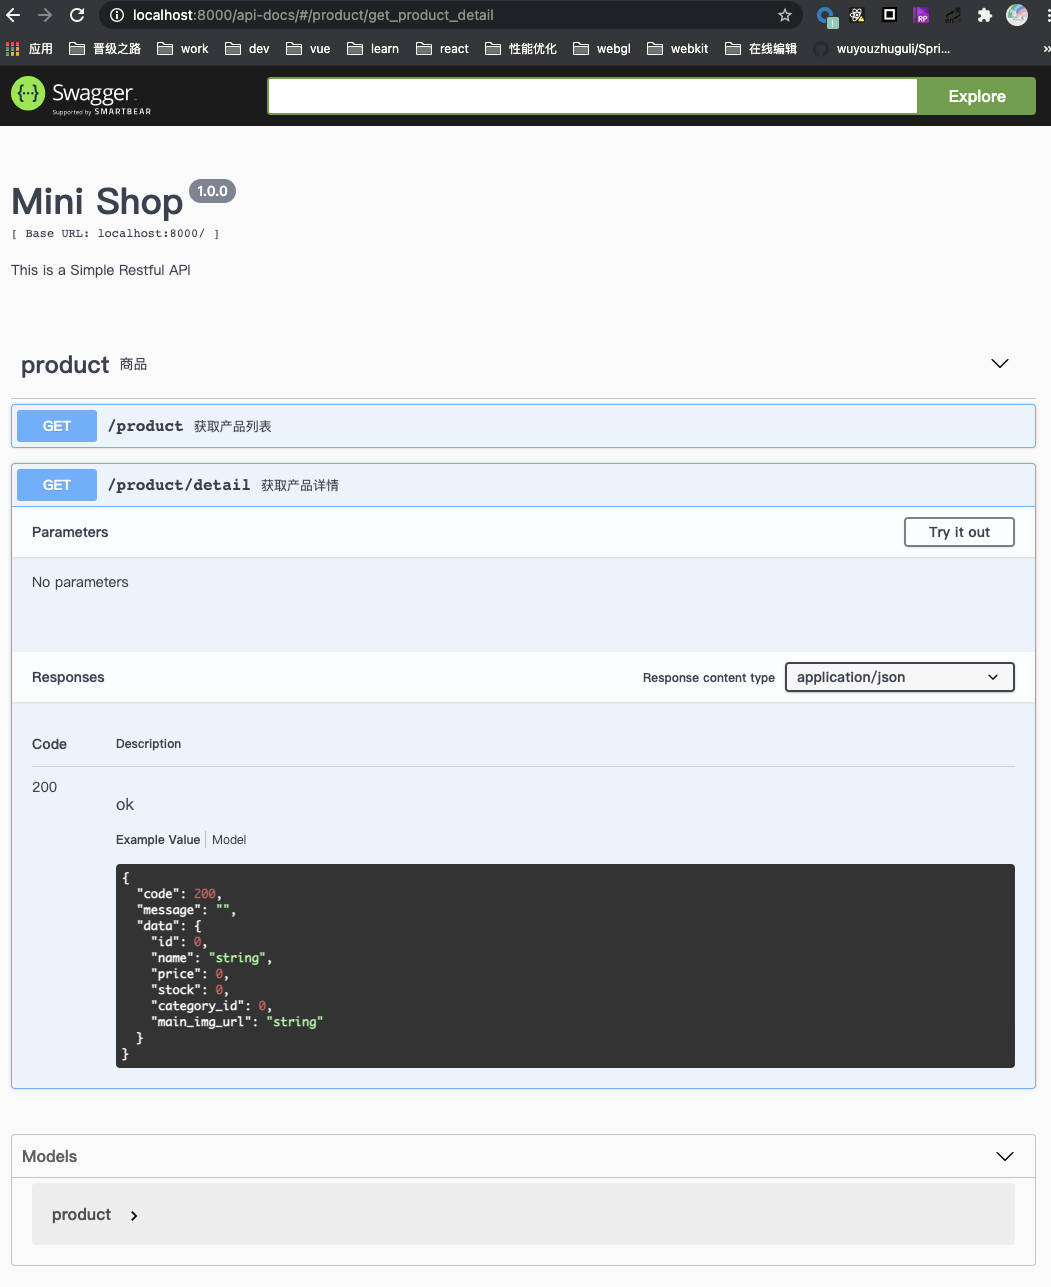 localhost:8000/api-docs/#/product/get_product_detail
应用 晋级之路 work dev vue learn react 性能优化 webgl webkit 在线编辑 wuyouzhuguli/Spri... »
{...} Swagger Explore
Supported by SMARTBEAR
Mini Shop 1.0.0
[ Base URL: localhost:8000/ ]
This is a Simple Restful API
product 商品
GET /product 获取产品列表
GET /product/detail 获取产品详情
Parameters Try it out
No parameters
Responses Response content type application/json
Code Description
200
ok
Example Value Model
{
  "code": 200,
  "message": "",
  "data": {
    "id": 0,
    "name": "string",
    "price": 0,
    "stock": 0,
    "category_id": 0,
    "main_img_url": "string"
  }
}
Models
product